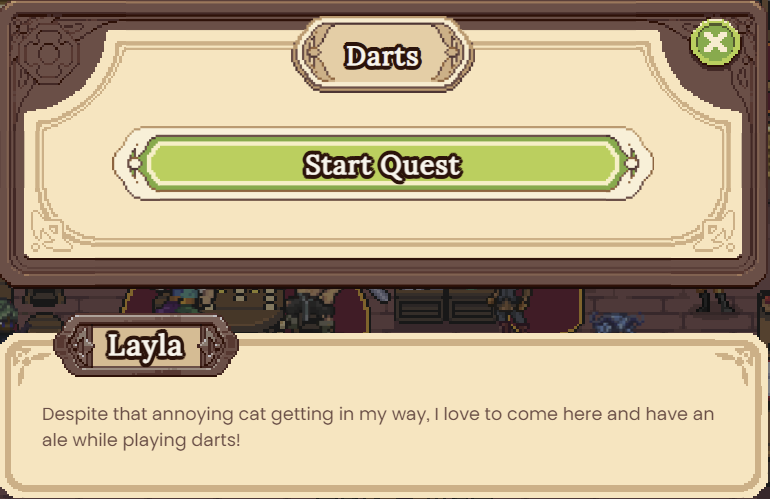 Darts
Start Quest
Layla
Despite that annoying cat getting in my way, I love to come here and have an
ale while playing darts!